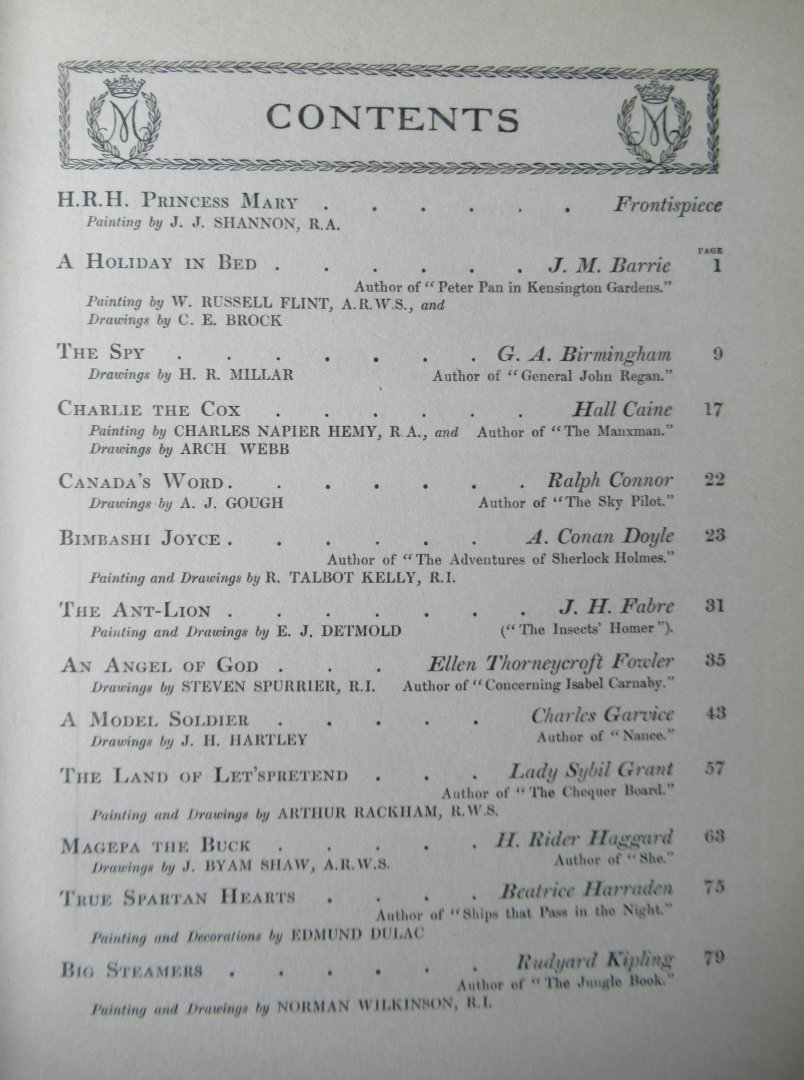 M CONTENTS M
H.R.H. PRINCESS MARY . . . . . . Frontispiece
Painting by J. J. SHANNON, R.A.
PAGE
A HOLIDAY IN BED . . . . . . J. M. Barrie 1
Author of "Peter Pan in Kensington Gardens."
Painting by W. RUSSELL FLINT, A.R.W.S., and
Drawings by C. E. BROCK
THE SPY . . . . . . . G. A. Birmingham 9
Drawings by H. R. MILLAR Author of "General John Regan."
CHARLIE THE COX . . . . . . Hall Caine 17
Painting by CHARLES NAPIER HEMY, R.A., and Author of "The Manxman."
Drawings by ARCH WEBB
CANADA'S WORD . . . . . . . Ralph Connor 22
Drawings by A. J. GOUGH Author of "The Sky Pilot."
BIMBASHI JOYCE . . . . . . A. Conan Doyle 23
Author of "The Adventures of Sherlock Holmes."
Painting and Drawings by R. TALBOT KELLY, R.I.
THE ANT-LION . . . . . . . J. H. Fabre 31
Painting and Drawings by E. J. DETMOLD ("The Insects' Homer").
AN ANGEL OF GOD . . . Ellen Thorneycroft Fowler 35
Drawings by STEVEN SPURRIER, R.I. Author of "Concerning Isabel Carnaby."
A MODEL SOLDIER . . . . . Charles Garvice 43
Drawings by J. H. HARTLEY Author of "Nance."
THE LAND OF LET'SPRETEND . . . Lady Sybil Grant 57
Author of "The Chequer Board."
Painting and Drawings by ARTHUR RACKHAM, R.W.S.
MAGEPA THE BUCK . . . . . H. Rider Haggard 63
Drawings by J. BYAM SHAW, A.R.W.S. Author of "She."
TRUE SPARTAN HEARTS . . . . Beatrice Harraden 75
Author of "Ships that Pass in the Night."
Painting and Decorations by EDMUND DULAC
BIG STEAMERS . . . . . . Rudyard Kipling 79
Author of "The Jungle Book."
Painting and Drawings by NORMAN WILKINSON, R.I.